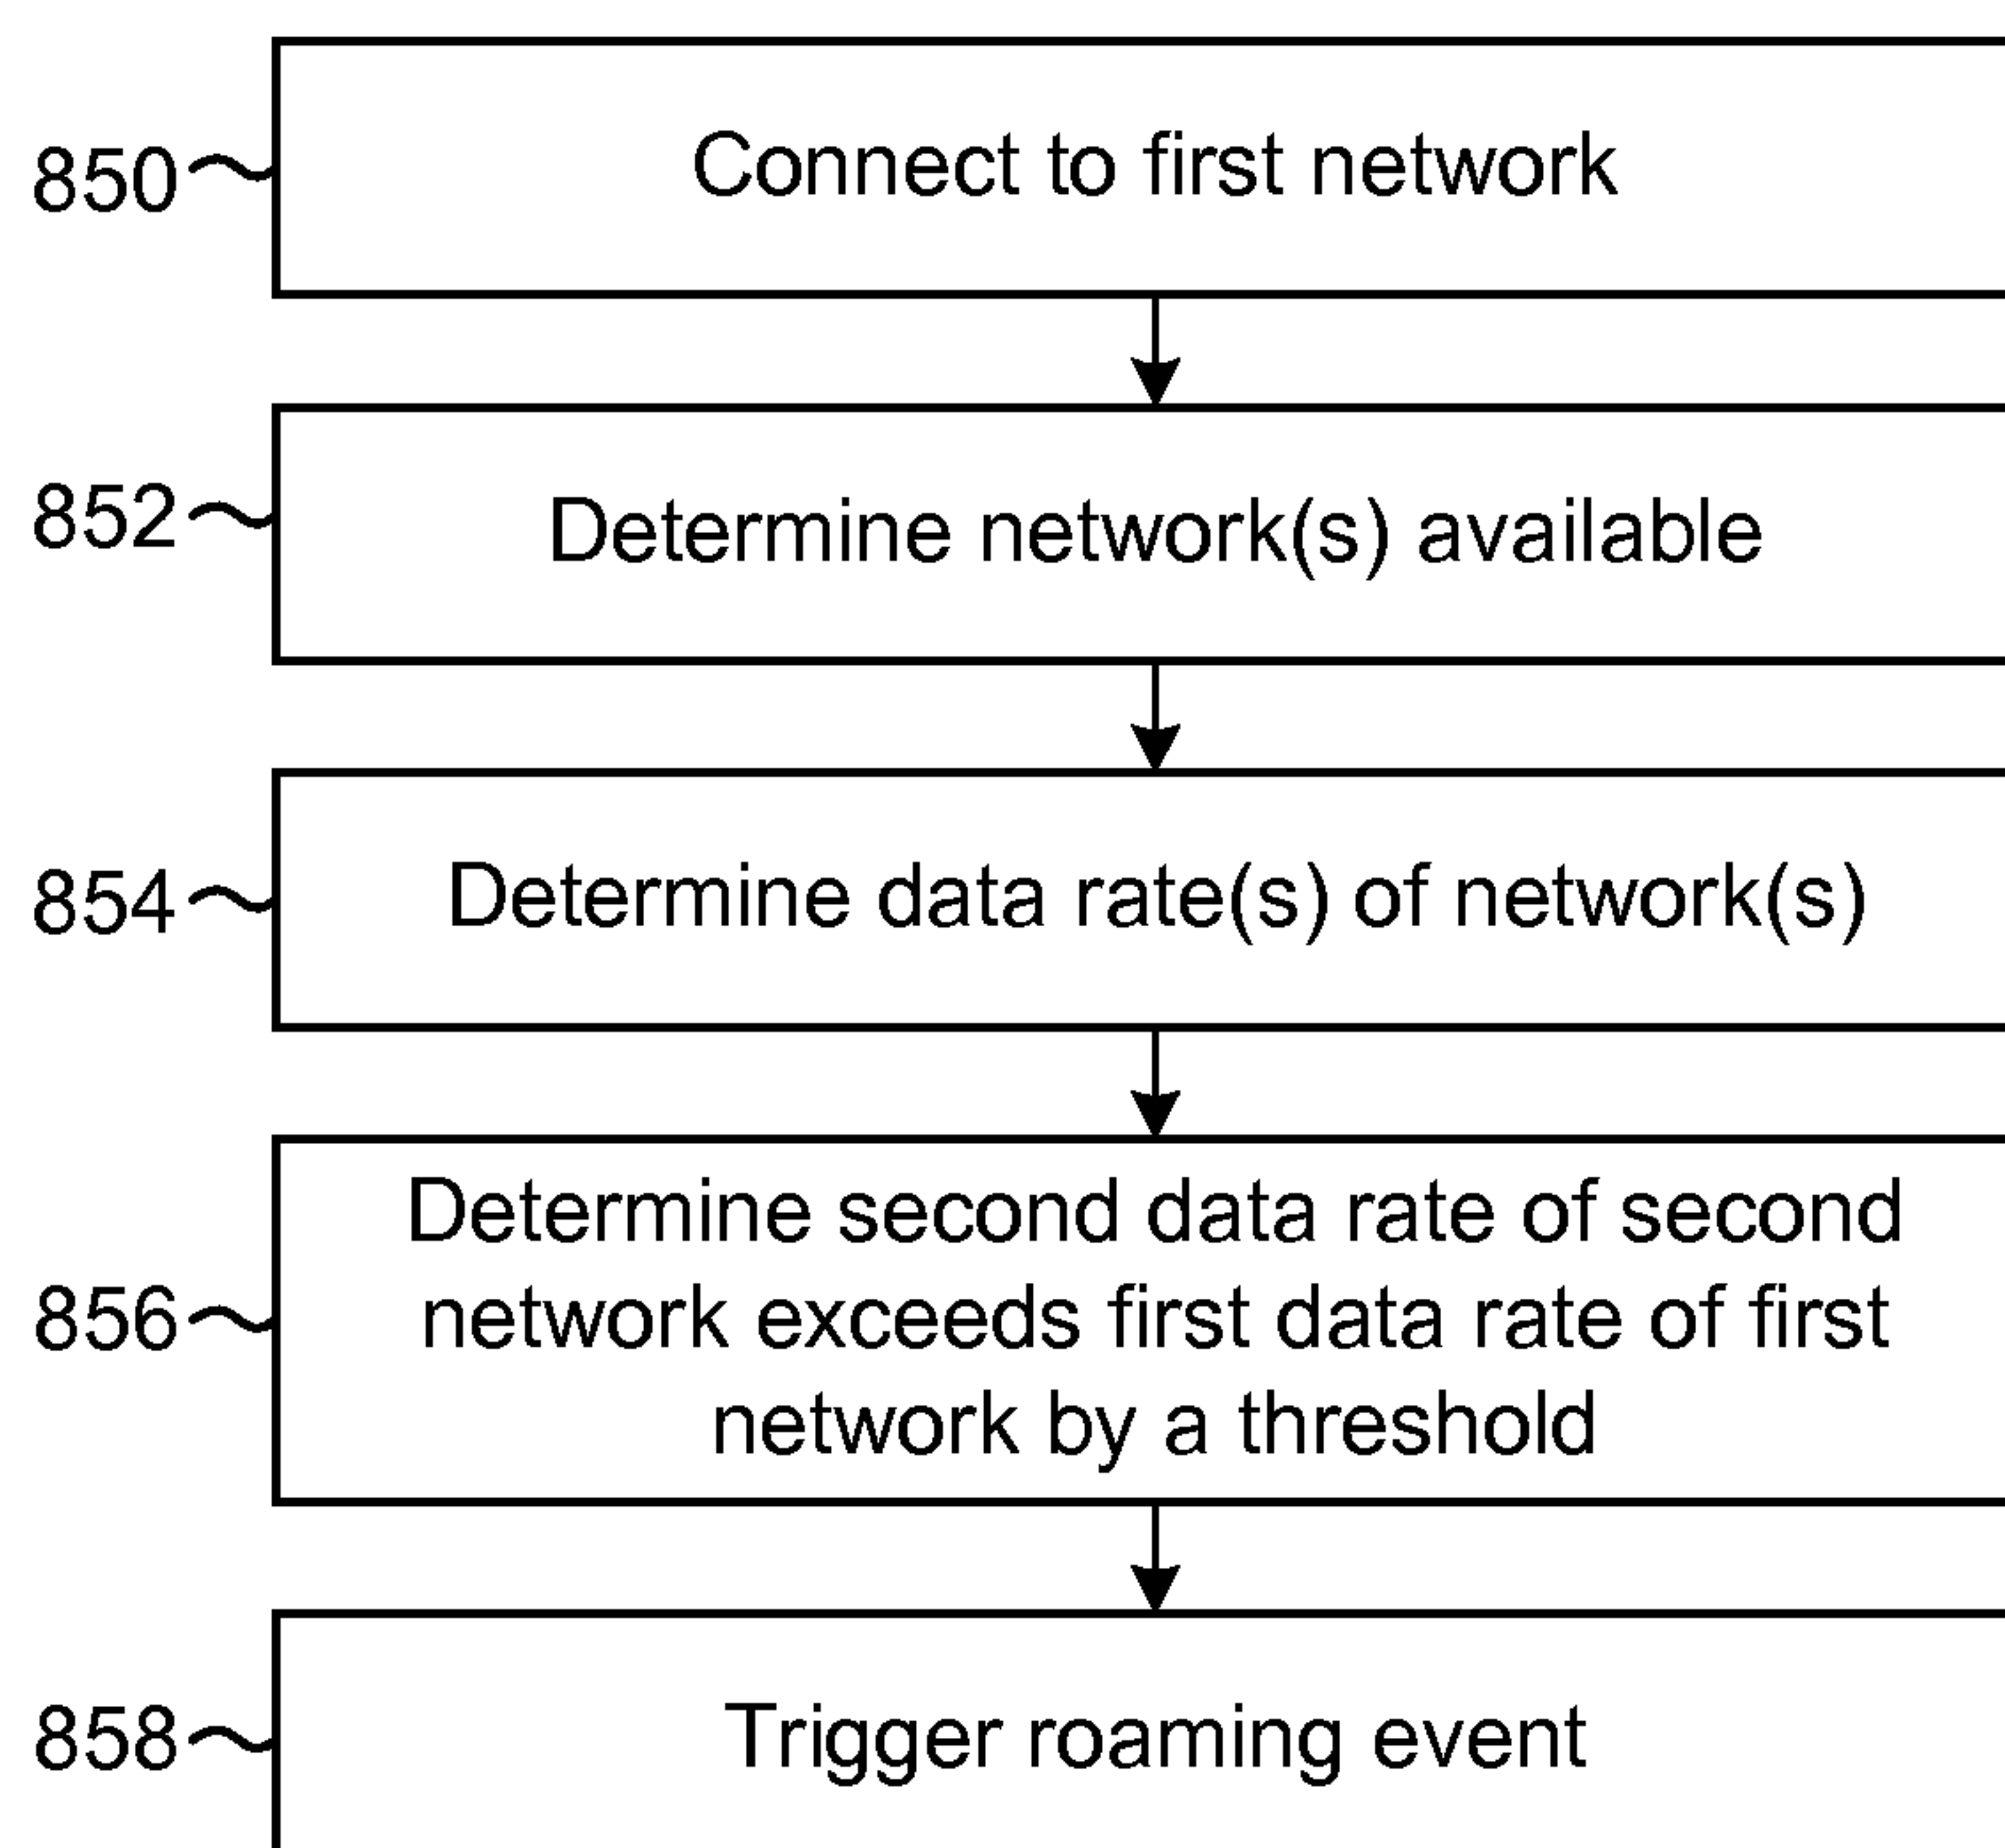 850
Connect to first network
852
Determine network(s) available
854
Determine data rate(s) of network(s)
Determine second data rate of second
856
network exceeds first data rate of first
network by a threshold
858
Trigger roaming event